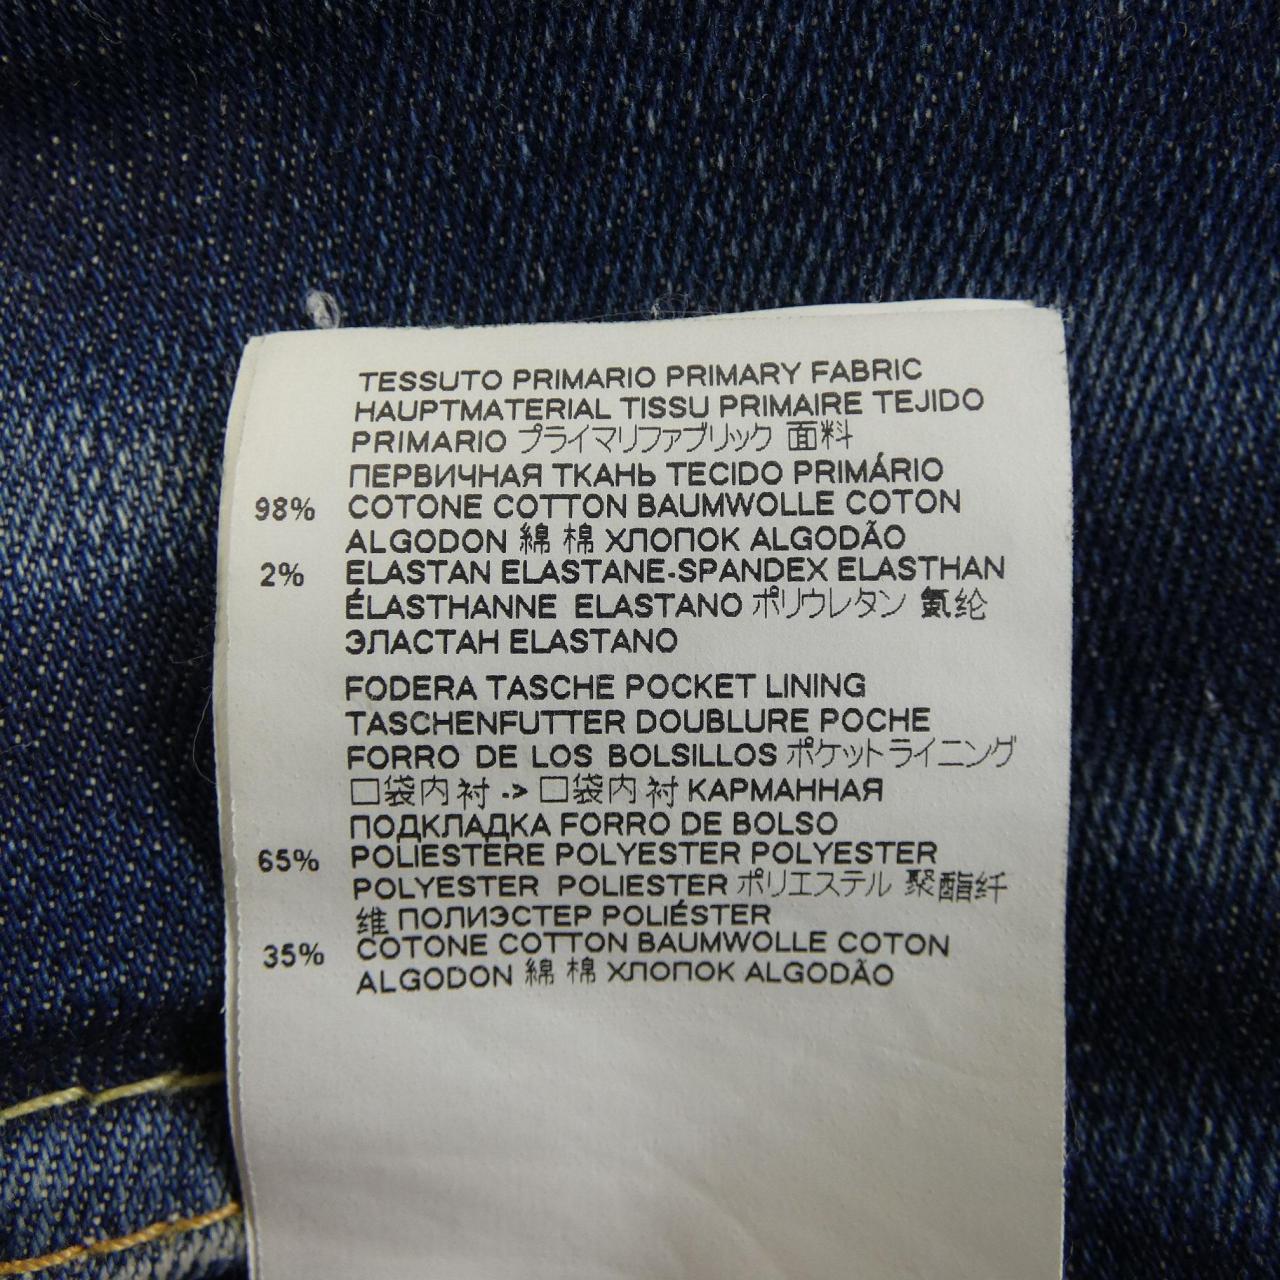 TESSUTO PRIMARIO PRIMARY FABRIC
HAUPTMATERIAL TISSU PRIMAIRE TEJIDO
PRIMARIO プライマリファブリック 面料
ПЕРВИЧНАЯ ТКАНЬ TECIDO PRIMÁRIO
98% COTONE COTTON BAUMWOLLE COTON
ALGODON 綿 棉 ХЛОПОК ALGODÃO
2% ELASTAN ELASTANE-SPANDEX ELASTHAN
ÉLASTHANNE ELASTANO ポリウレタン 氨纶
ЭЛАСТАН ELASTANO
FODERA TASCHE POCKET LINING
TASCHENFUTTER DOUBLURE POCHE
FORRO DE LOS BOLSILLOS ポケットライニング
口袋内衬 -> 口袋内衬 КАРМАННАЯ
ПОДКЛАДКА FORRO DE BOLSO
65% POLIESTERE POLYESTER POLYESTER
POLYESTER POLIESTER ポリエステル 聚酯纤
维 ПОЛИЭСТЕР POLIÉSTER
35% COTONE COTTON BAUMWOLLE COTON
ALGODON 綿 棉 ХЛОПОК ALGODÃO